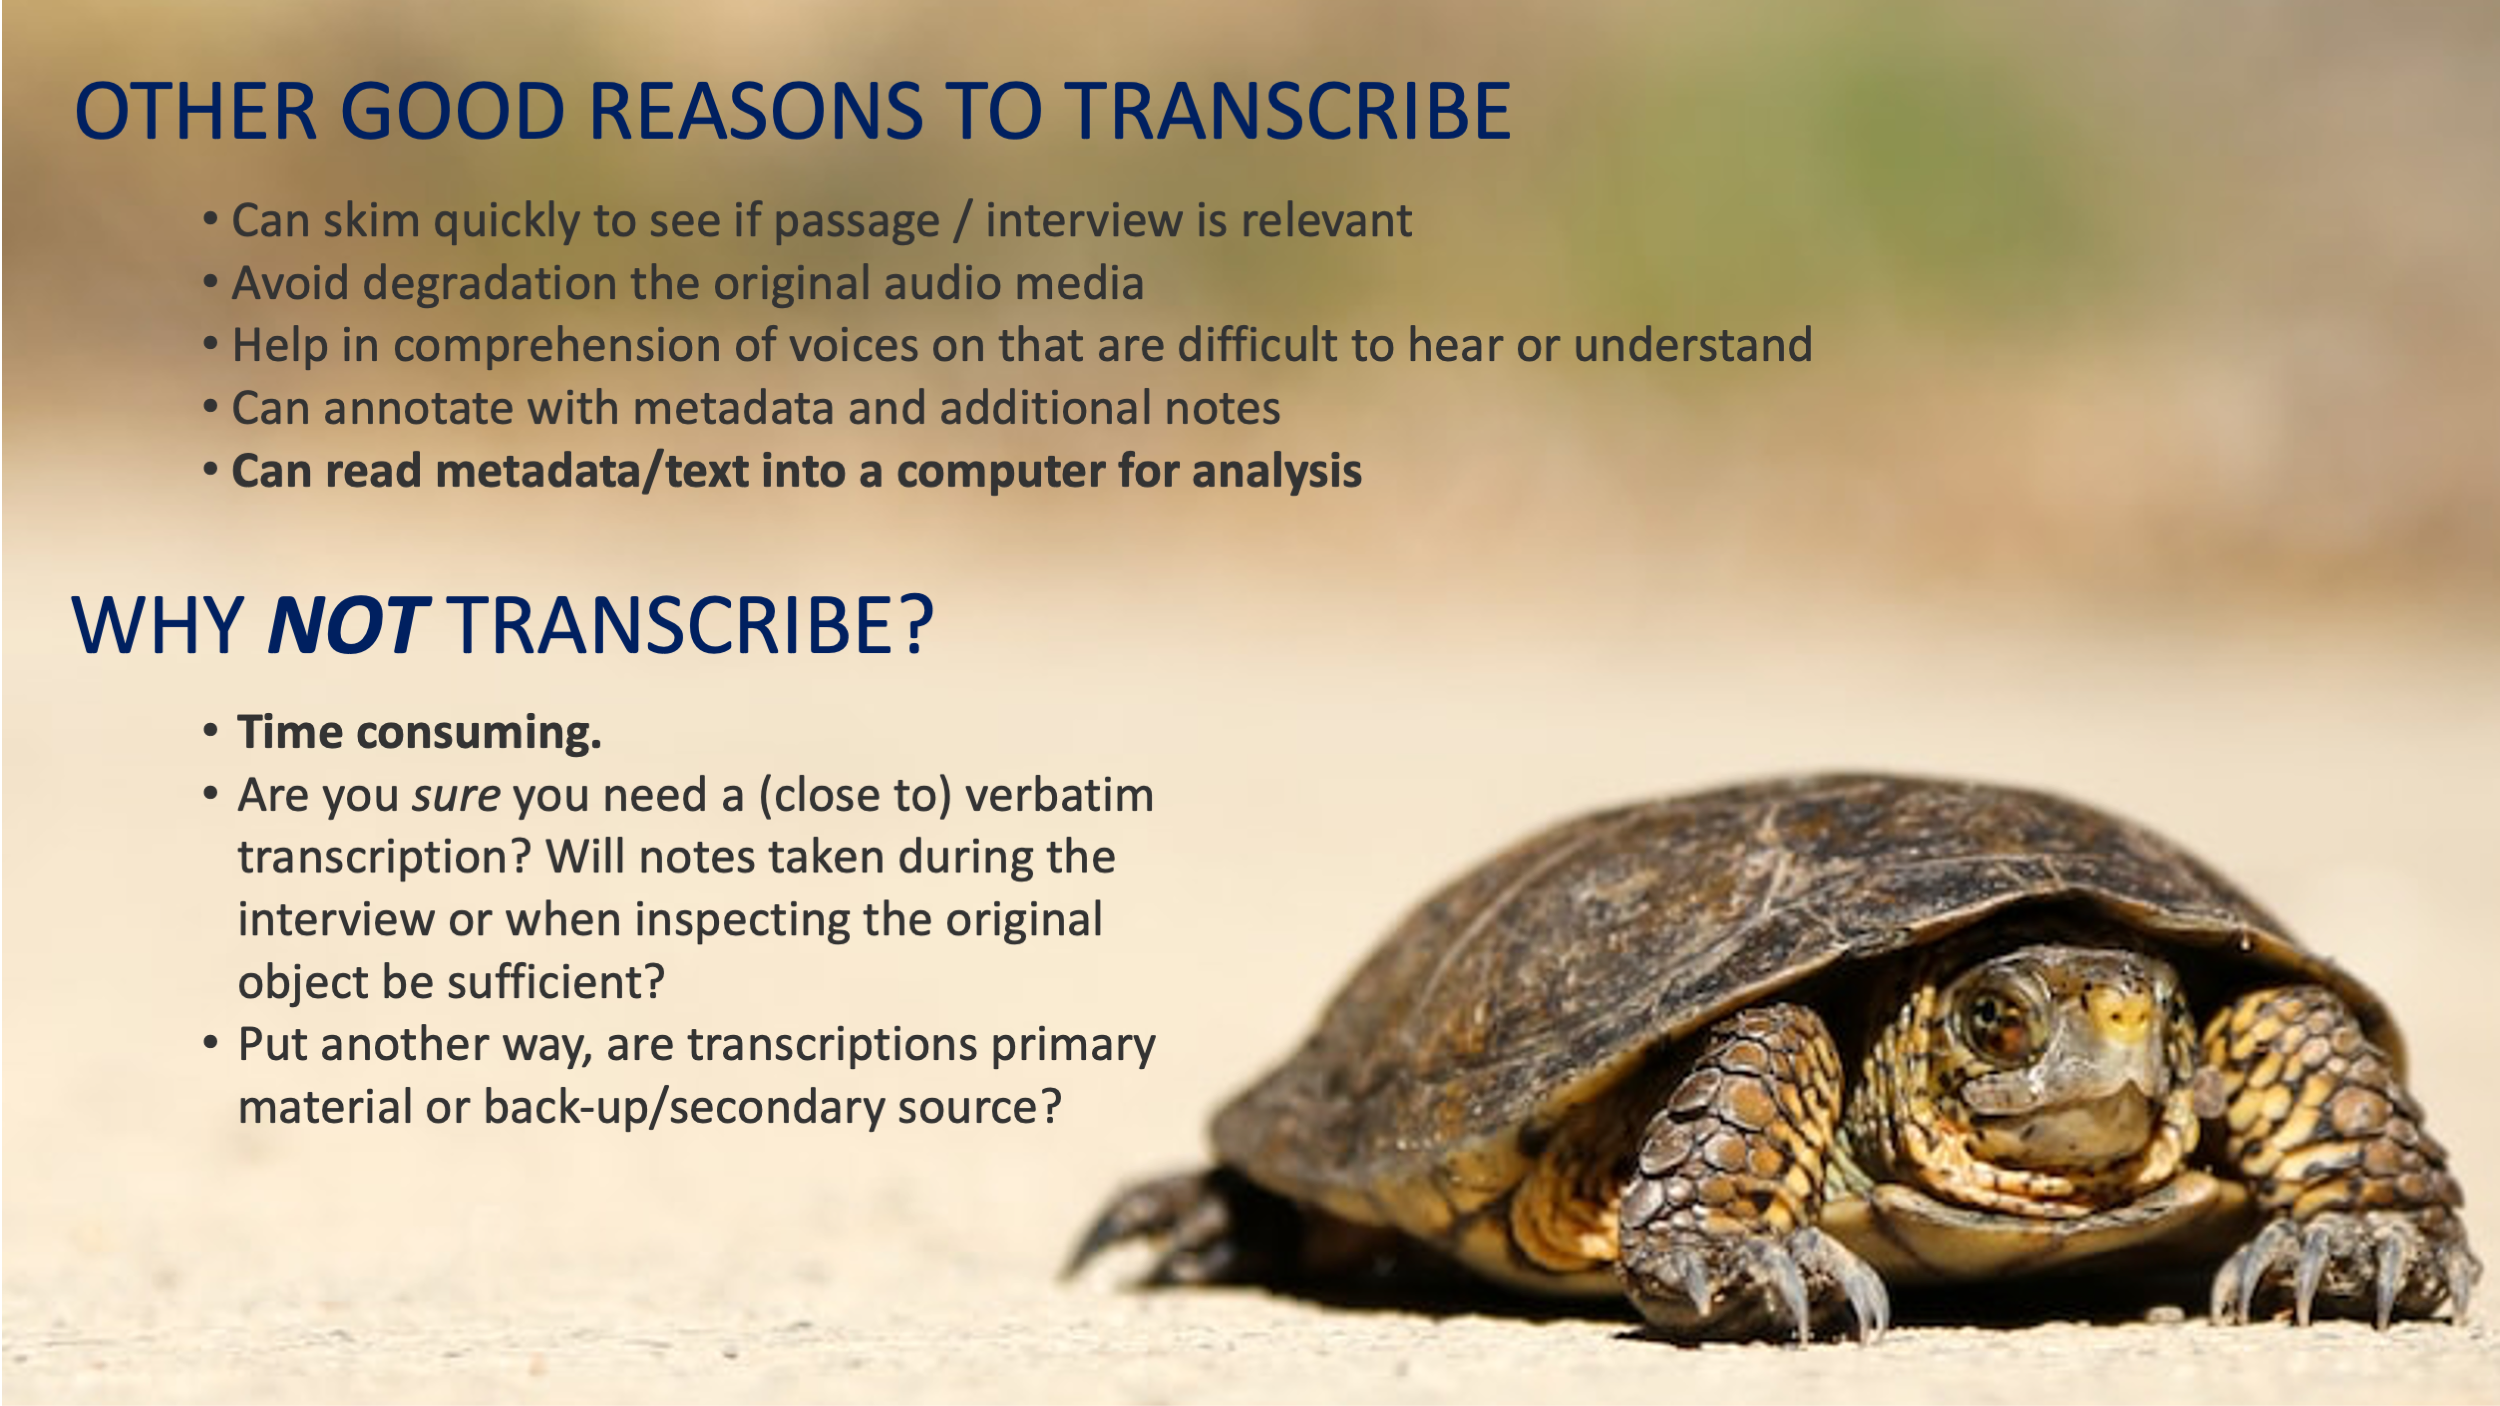 OTHER GOOD REASONS TO TRANSCRIBE
• Can skim quickly to see if passage / interview is relevant
• Avoid degradation the original audio media
• Help in comprehension of voices on that are difficult to hear or understand
• Can annotate with metadata and additional notes
• Can read metadata/text into a computer for analysis
WHY NOT TRANSCRIBE?
• Time consuming.
• Are you sure you need a (close to) verbatim
transcription? Will notes taken during the
interview or when inspecting the original
object be sufficient?
• Put another way, are transcriptions primary
material or back-up/secondary source?